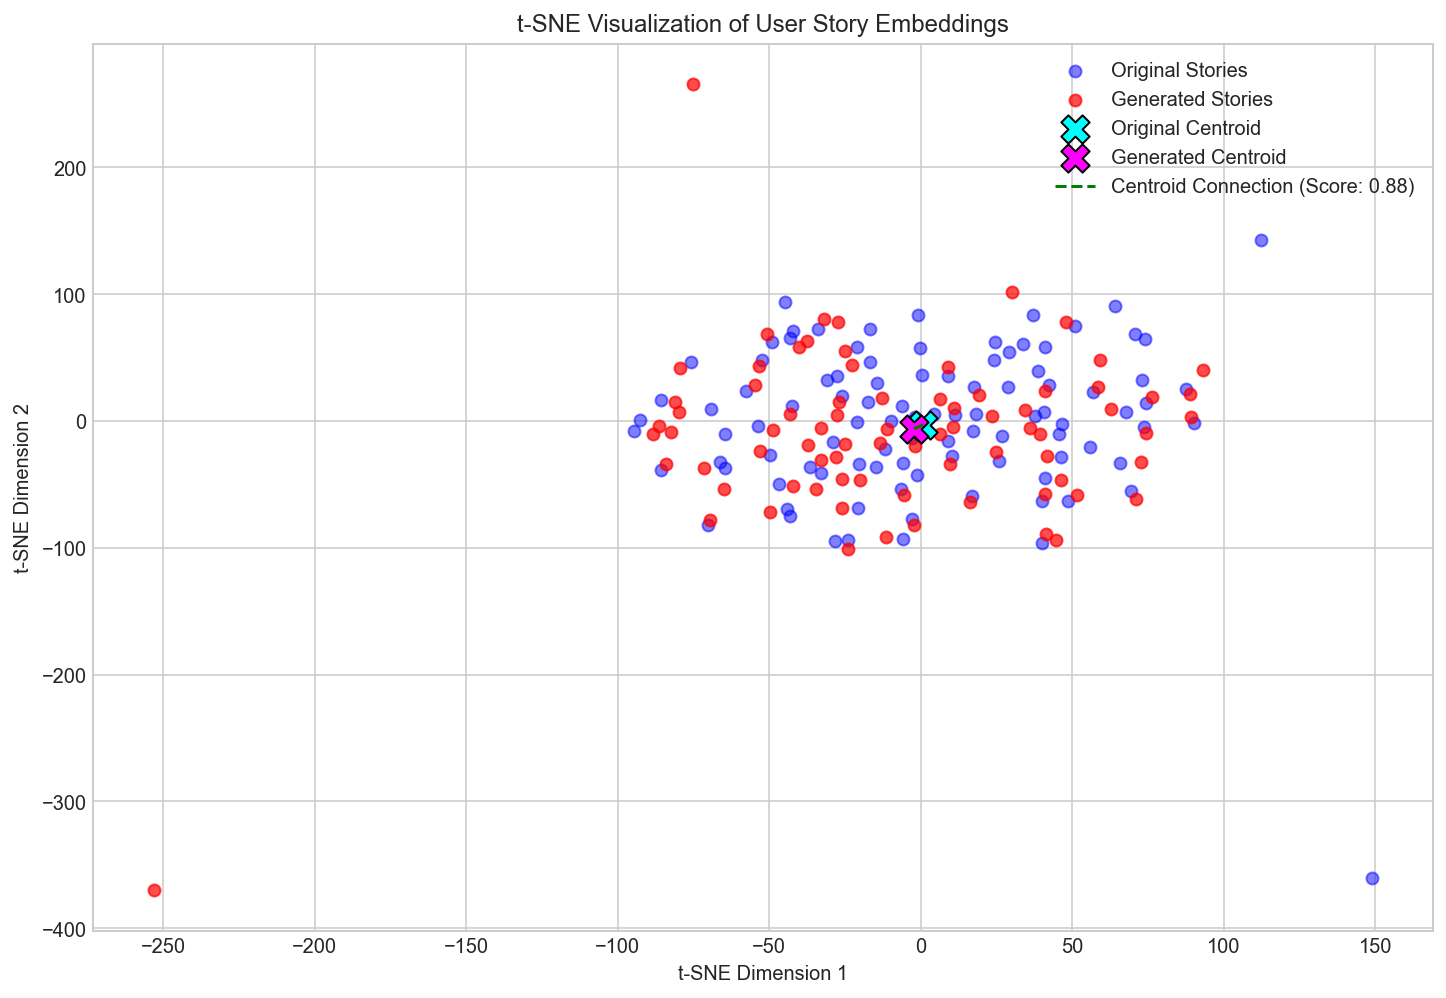 t-SNE Visualization of User Story Embeddings
Original Stories
Generated Stories
Original Centroid
Generated Centroid
Centroid Connection (Score: 0.88)
t-SNE Dimension 2
200
100
0
−100
−200
−300
−400
−250
−200
−150
−100
−50
0
50
100
150
t-SNE Dimension 1